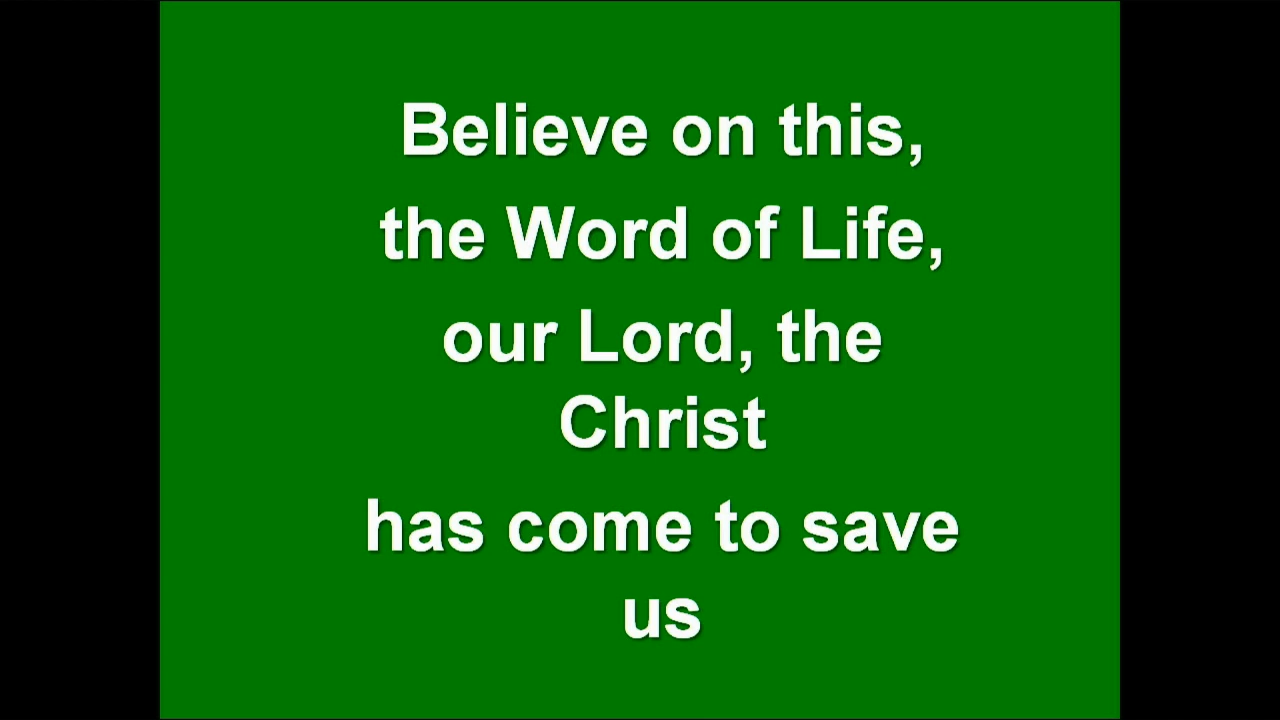 Believe on this,
the Word of Life,
our Lord, the
Christ
has come to save
us